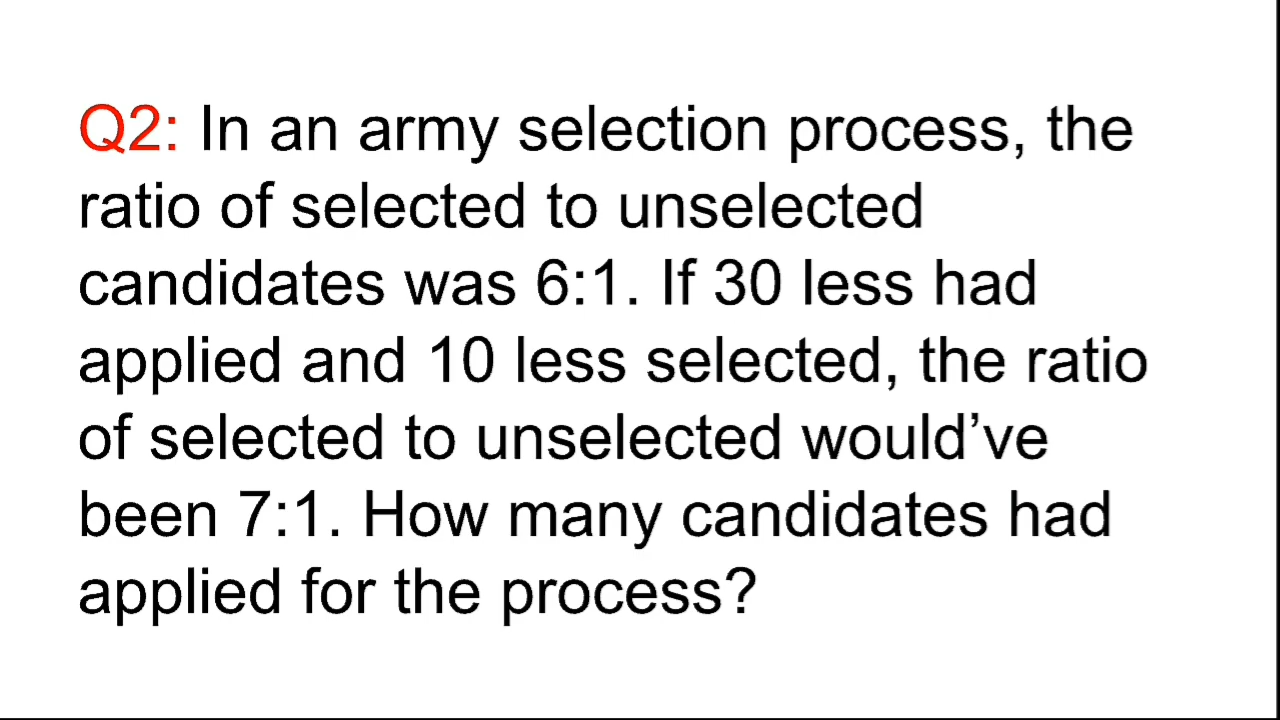 Q2: In an army selection process, the
ratio of selected to unselected
candidates was 6:1. If 30 less had
applied and 10 less selected, the ratio
of selected to unselected would’ve
been 7:1. How many candidates had
applied for the process?